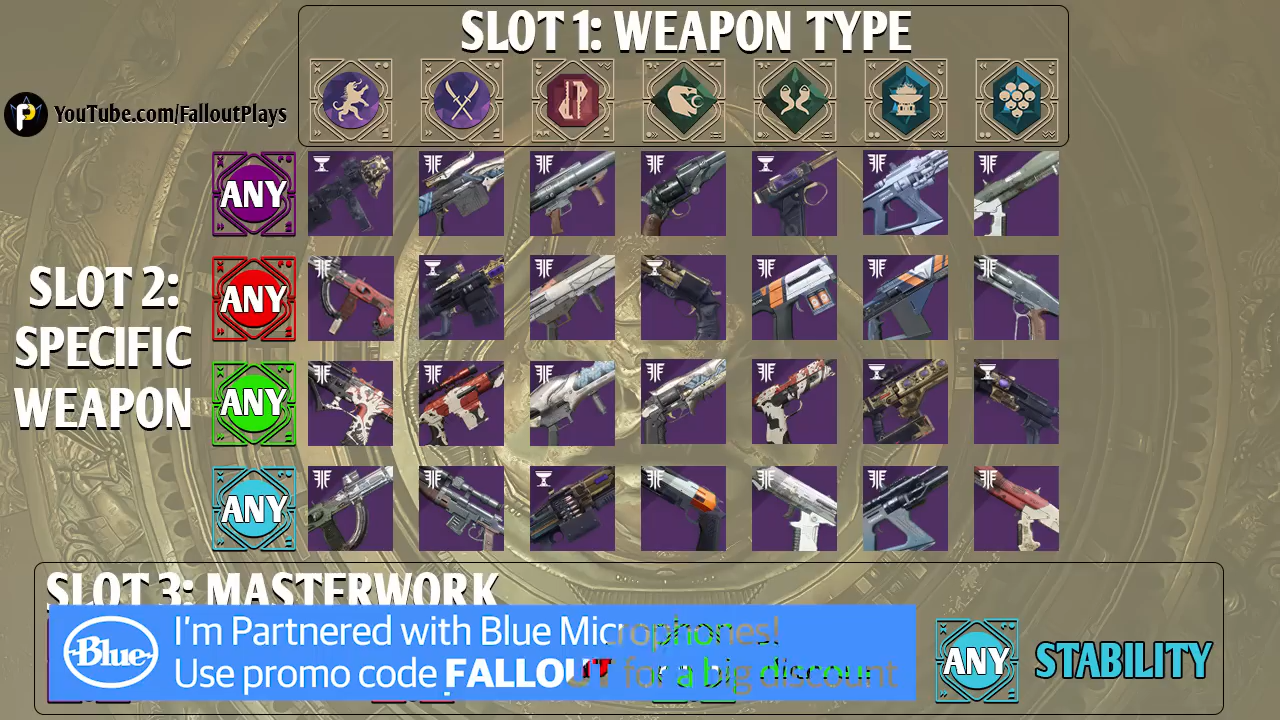 SLOT 1: WEAPON TYPE
YouTube.com/FalloutPlays
ANY
SLOT 2:
SPECIFIC
WEAPON
ANY
ANY
ANY
SLOT 3: MASTERWORK
Blue
I'm Partnered with Blue Microphones!
Use promo code FALLOUT for a big discount
ANY STABILITY